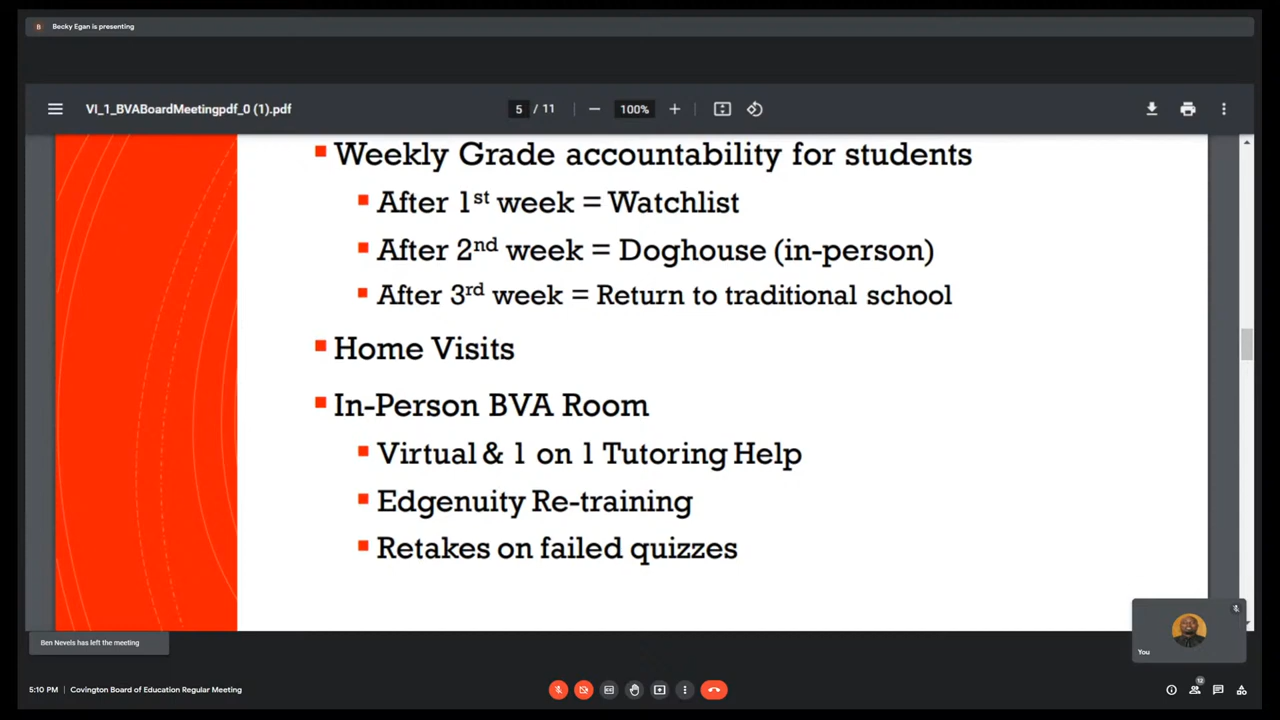 B
Becky Egan is presenting
VI_1_BVABoardMeetingpdf_0 (1).pdf
5 / 11
100%
Weekly Grade accountability for students
After 1st week = Watchlist
After 2nd week = Doghouse (in-person)
After 3rd week = Return to traditional school
Home Visits
In-Person BVA Room
Virtual & 1 on 1 Tutoring Help
Edgenuity Re-training
Retakes on failed quizzes
Ben Nevels has left the meeting
You
5:10 PM | Covington Board of Education Regular Meeting
12